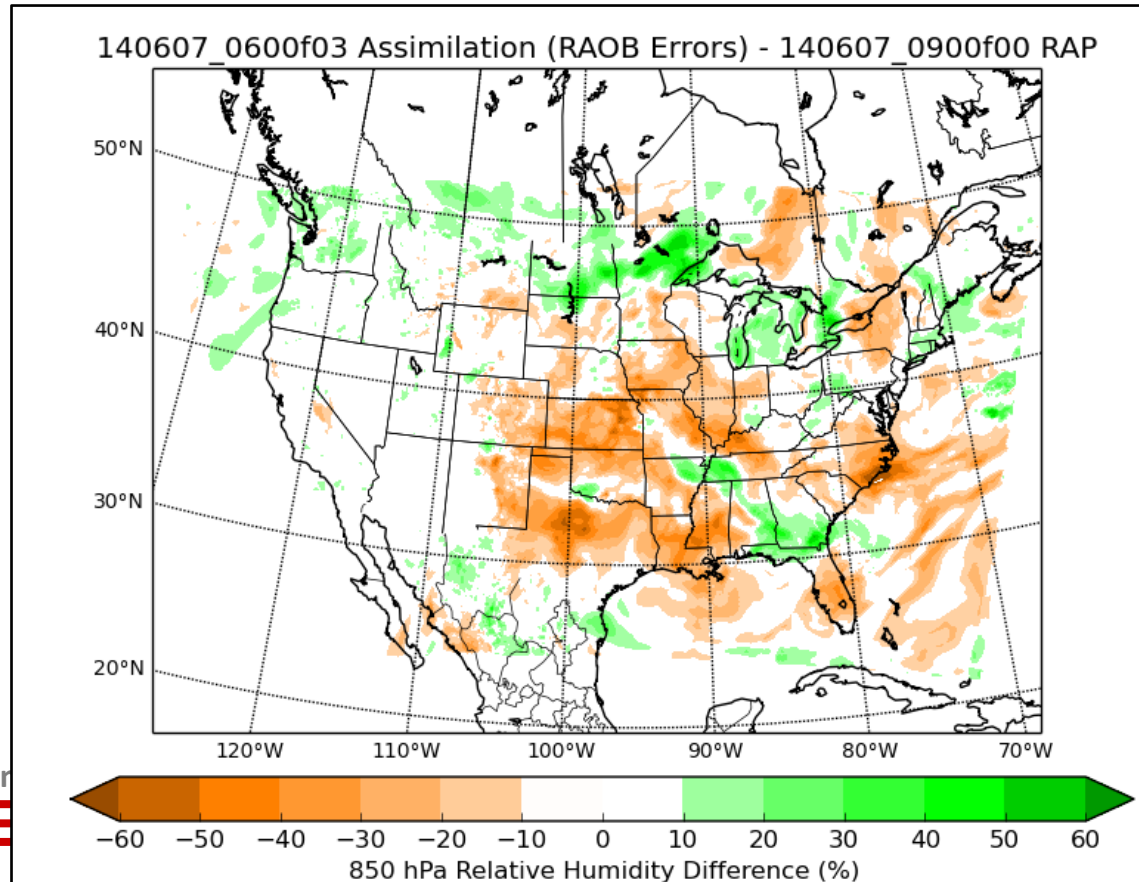 140607_0600f03 Assimilation (RAOB Errors) - 140607_0900f00 RAP
50°N
40°N
30°N
20°N
120°W 110°W 100°W 90°W 80°W 70°W
r
−60 −50 −40 −30 −20 −10 0 10 20 30 40 50 60
850 hPa Relative Humidity Difference (%)